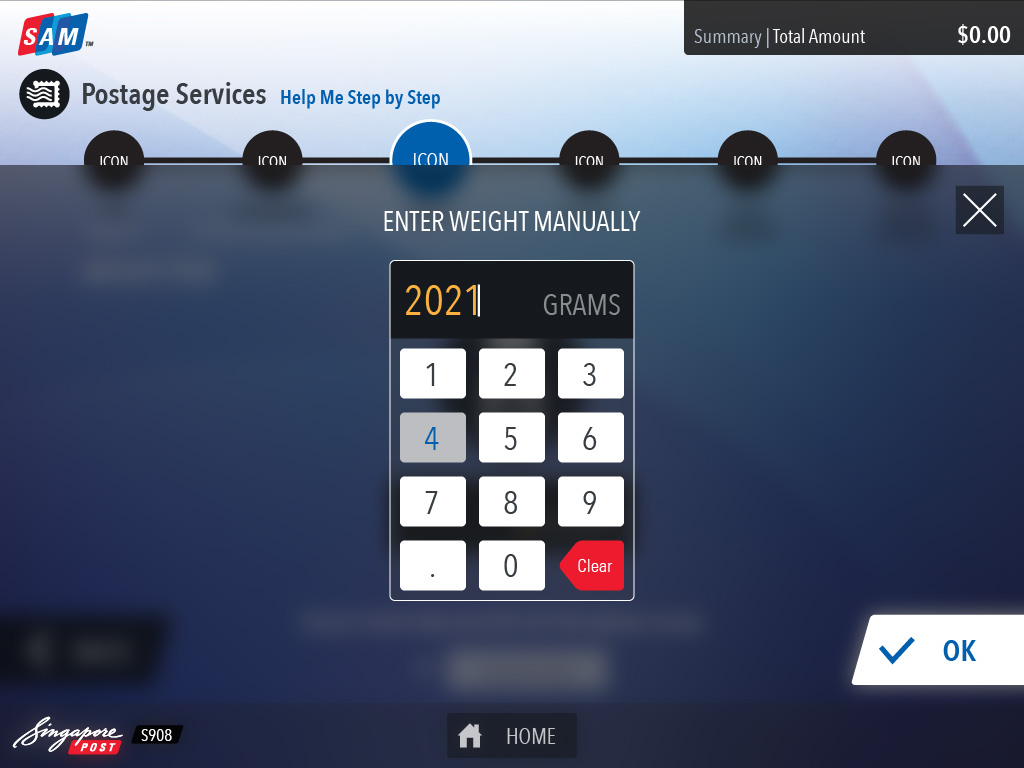 SAM™
Summary | Total Amount $0.00
Postage Services Help Me Step by Step
ICON ICON ICON ICON ICON ICON
ENTER WEIGHT MANUALLY
2021 GRAMS
1 2 3
4 5 6
7 8 9
. 0 Clear
OK
Singapore POST S908
HOME